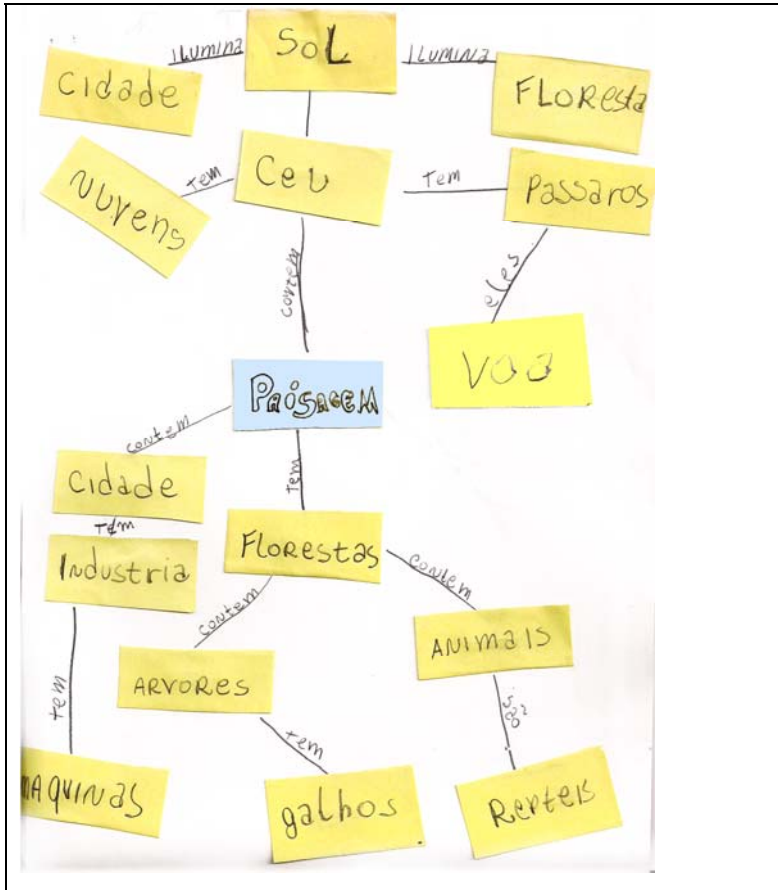 SOL
ILUMINA
ILUMINA
Cidade
FLOResta
Nuvens
Tem
Ceu
Tem
Passaros
eles
contem
Voa
Paisagem
contem
Cidade
tem
tem
Industria
Florestas
contem
contem
Animais
Arvores
tem
são
tem
Maquinas
galhos
Repteis